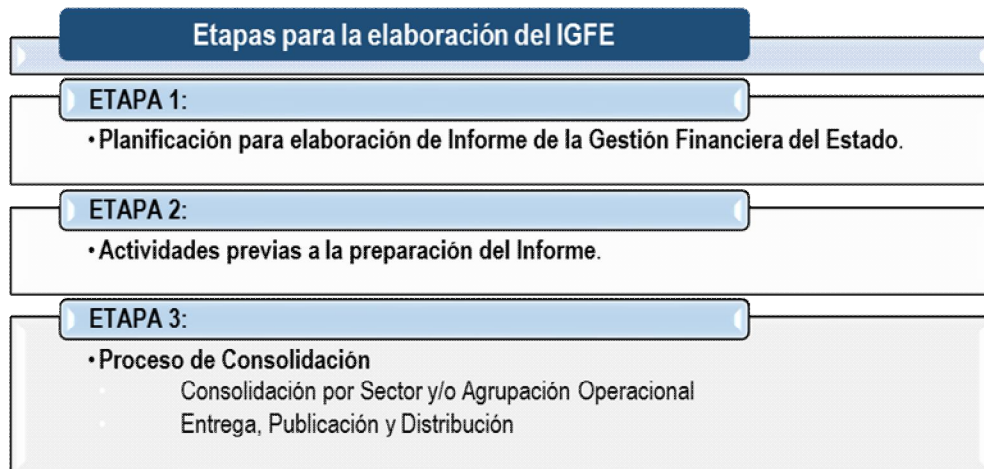 Etapas para la elaboración del IGFE
ETAPA 1:
•Planificación para elaboración de Informe de la Gestión Financiera del Estado.
ETAPA 2:
•Actividades previas a la preparación del Informe.
ETAPA 3:
•Proceso de Consolidación
Consolidación por Sector y/o Agrupación Operacional
Entrega, Publicación y Distribución